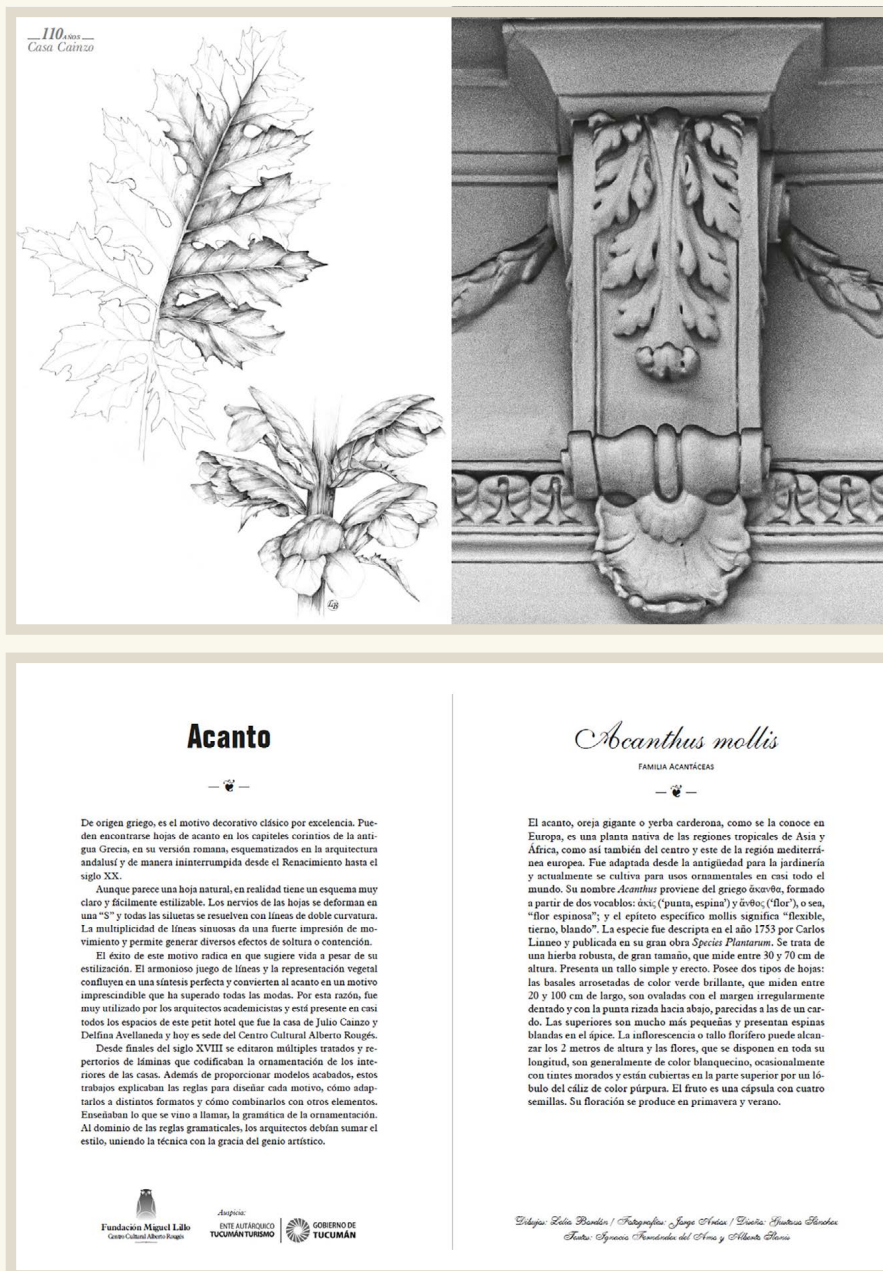 110 AÑOS
Casa Cainzo
LB
Acanto
De origen griego, es el motivo decorativo clásico por excelencia. Pue-
den encontrarse hojas de acanto en los capiteles corintios de la anti-
gua Grecia, en su versión romana, esquematizados en la arquitectura
andalusí y de manera ininterrumpida desde el Renacimiento hasta el
siglo XX.
Aunque parece una hoja natural, en realidad tiene un esquema muy
claro y fácilmente estilizable. Los nervios de las hojas se deforman en
una “S” y todas las siluetas se resuelven con líneas de doble curvatura.
La multiplicidad de líneas sinuosas da una fuerte impresión de mo-
vimiento y permite generar diversos efectos de soltura o contención.
El éxito de este motivo radica en que sugiere vida a pesar de su
estilización. El armonioso juego de líneas y la representación vegetal
confluyen en una síntesis perfecta y convierten al acanto en un motivo
imprescindible que ha superado todas las modas. Por esta razón, fue
muy utilizado por los arquitectos academicistas y está presente en casi
todos los espacios de este petit hotel que fue la casa de Julio Cainzo y
Delfina Avellaneda y hoy es sede del Centro Cultural Alberto Rougés.
Desde finales del siglo XVIII se editaron múltiples tratados y re-
pertorios de láminas que codificaban la ornamentación de los inte-
riores de las casas. Además de proporcionar modelos acabados, estos
trabajos explicaban las reglas para diseñar cada motivo, cómo adap-
tarlos a distintos formatos y cómo combinarlos con otros elementos.
Enseñaban lo que se vino a llamar, la gramática de la ornamentación.
Al dominio de las reglas gramaticales, los arquitectos debían sumar el
estilo, uniendo la técnica con la gracia del genio artístico.
Fundación Miguel Lillo
Centro Cultural Alberto Rougés
Auspicia:
ENTE AUTÁRQUICO
TUCUMÁN TURISMO
GOBIERNO DE
TUCUMÁN
Acanthus mollis
FAMILIA ACANTÁCEAS
El acanto, oreja gigante o yerba carderona, como se la conoce en
Europa, es una planta nativa de las regiones tropicales de Asia y
África, como así también del centro y este de la región mediterrá-
nea europea. Fue adaptada desde la antigüedad para la jardinería
y actualmente se cultiva para usos ornamentales en casi todo el
mundo. Su nombre Acanthus proviene del griego ἄκανθα, formado
a partir de dos vocablos: ἀκίς (‘punta, espina’) y ἄνθος (‘flor’), o sea,
“flor espinosa”; y el epíteto específico mollis significa “flexible,
tierno, blando”. La especie fue descripta en el año 1753 por Carlos
Linneo y publicada en su gran obra Species Plantarum. Se trata de
una hierba robusta, de gran tamaño, que mide entre 30 y 70 cm de
altura. Presenta un tallo simple y erecto. Posee dos tipos de hojas:
las basales arrosetadas de color verde brillante, que miden entre
20 y 100 cm de largo, son ovaladas con el margen irregularmente
dentado y con la punta rizada hacia abajo, parecidas a las de un car-
do. Las superiores son mucho más pequeñas y presentan espinas
blandas en el ápice. La inflorescencia o tallo florífero puede alcan-
zar los 2 metros de altura y las flores, que se disponen en toda su
longitud, son generalmente de color blanquecino, ocasionalmente
con tintes morados y están cubiertas en la parte superior por un ló-
bulo del cáliz de color púrpura. El fruto es una cápsula con cuatro
semillas. Su floración se produce en primavera y verano.
Dibujos: Lelia Bordón / Fotografías: Jorge / Diseño: Gustavo Sánchez
Textos: Ignacio Fernández del Amo y Alberto Slanis